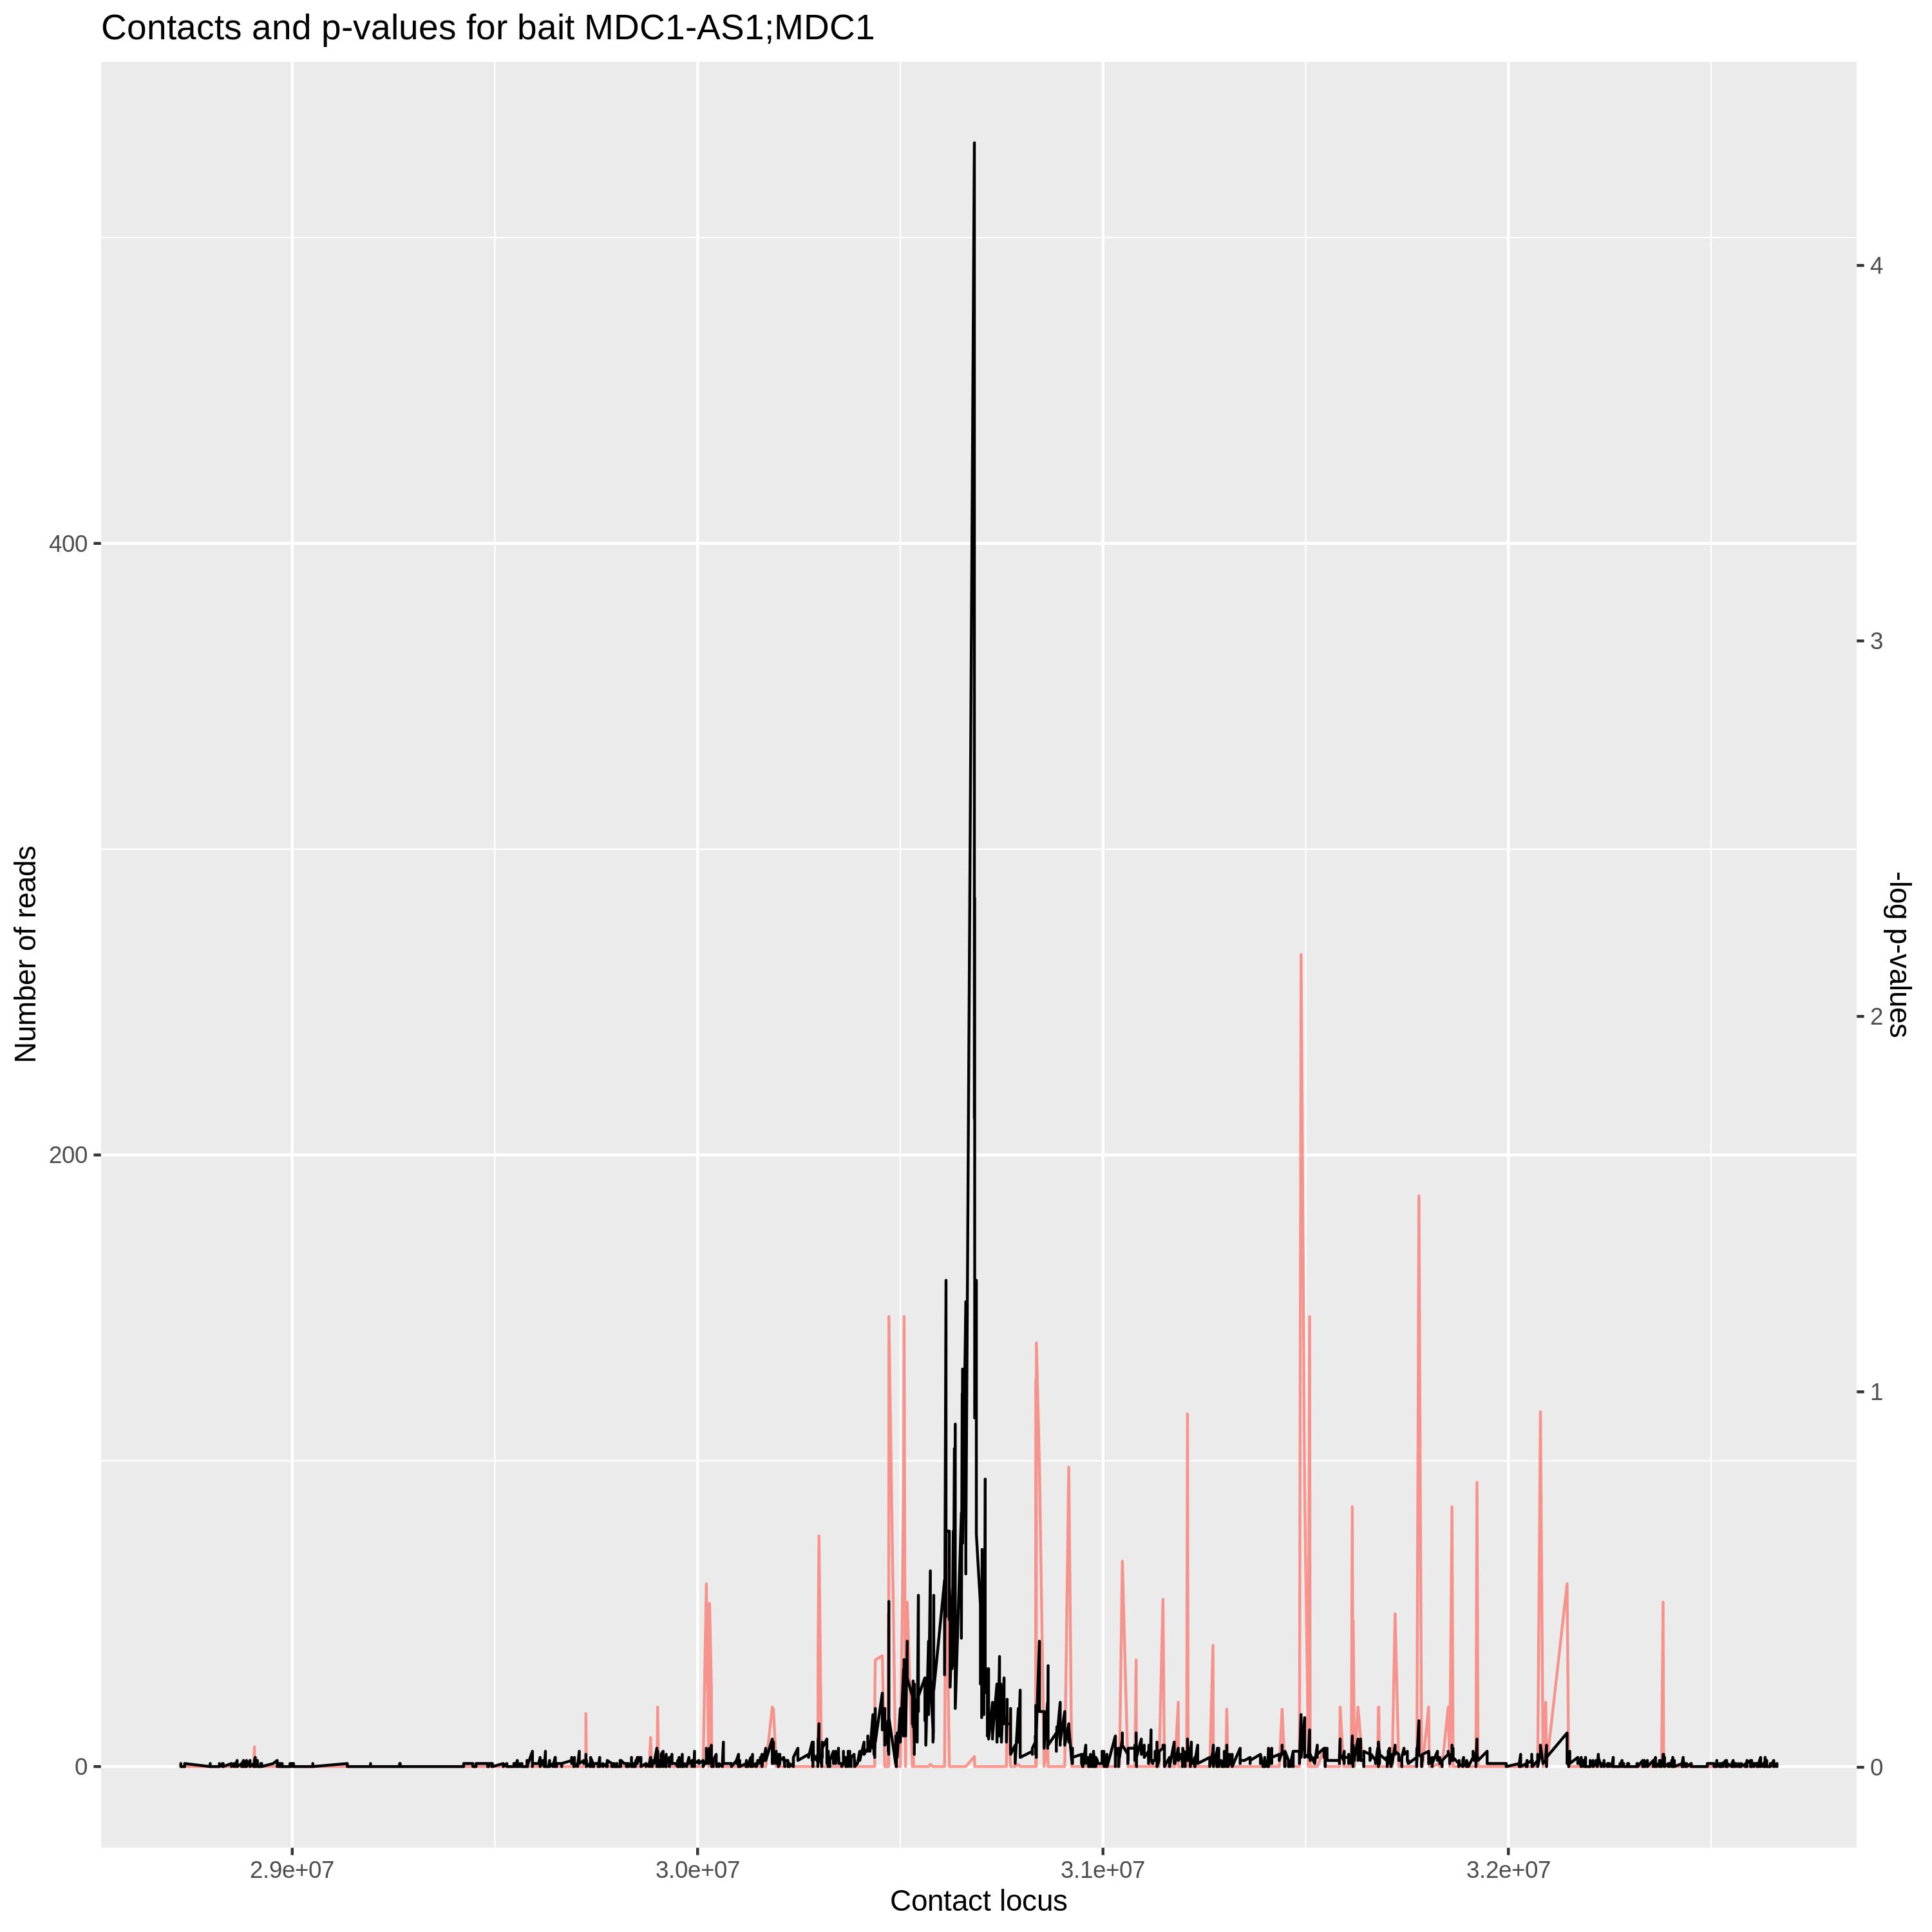 Contacts and p-values for bait MDC1-AS1;MDC1
Number of reads
400
200
0
4
3
2
1
0
-log p-values
2.9e+07
3.0e+07
3.1e+07
3.2e+07
Contact locus